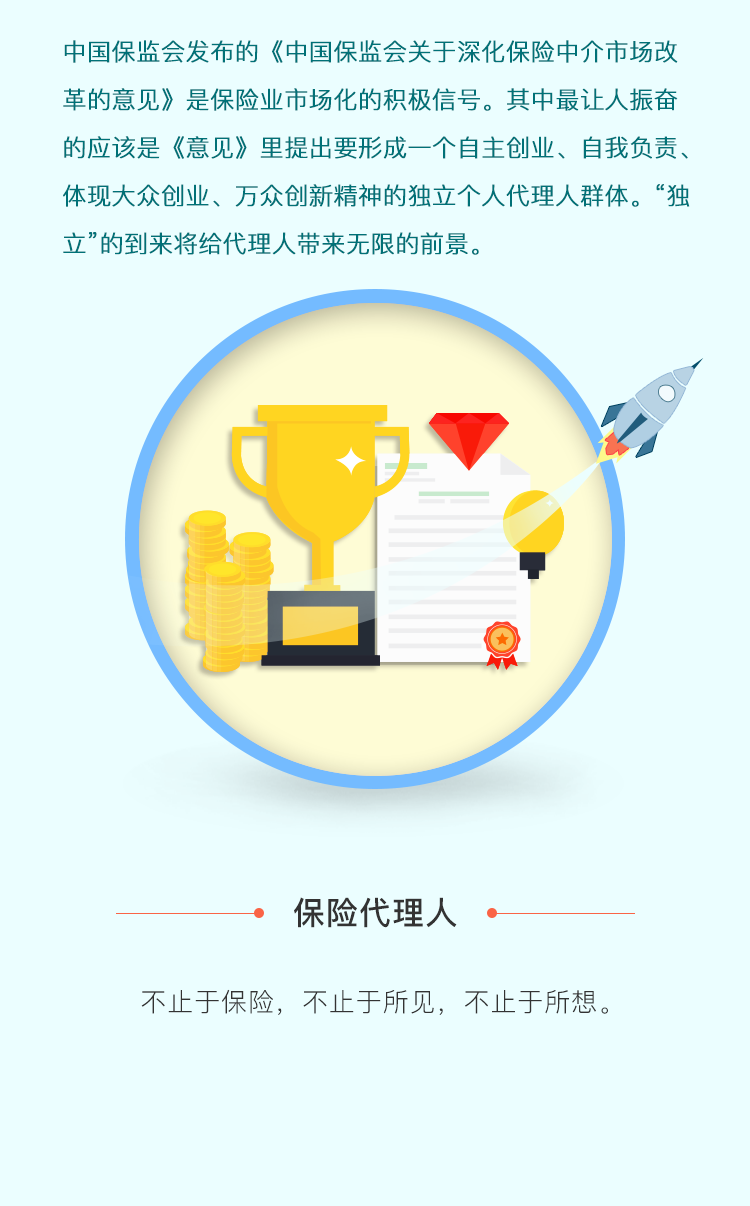 中国保监会发布的《中国保监会关于深化保险中介市场改
革的意见》是保险业市场化的积极信号。其中最让人振奋
的应该是《意见》里提出要形成一个自主创业、自我负责、
体现大众创业、万众创新精神的独立个人代理人群体。“独
立”的到来将给代理人带来无限的前景。
保险代理人
不止于保险，不止于所见，不止于所想。